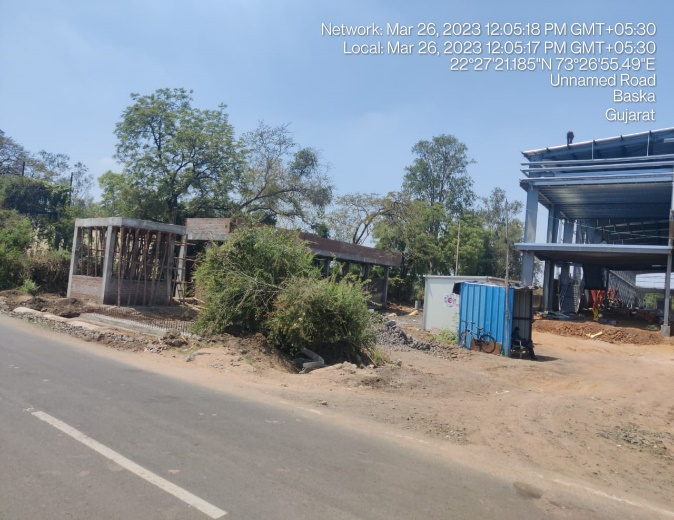 Network: Mar 26, 2023 12:05:18 PM GMT+05:30
Local: Mar 26, 2023 12:05:17 PM GMT+05:30
22°27'21.185"N 73°26'55.49"E
Unnamed Road
Baska
Gujarat